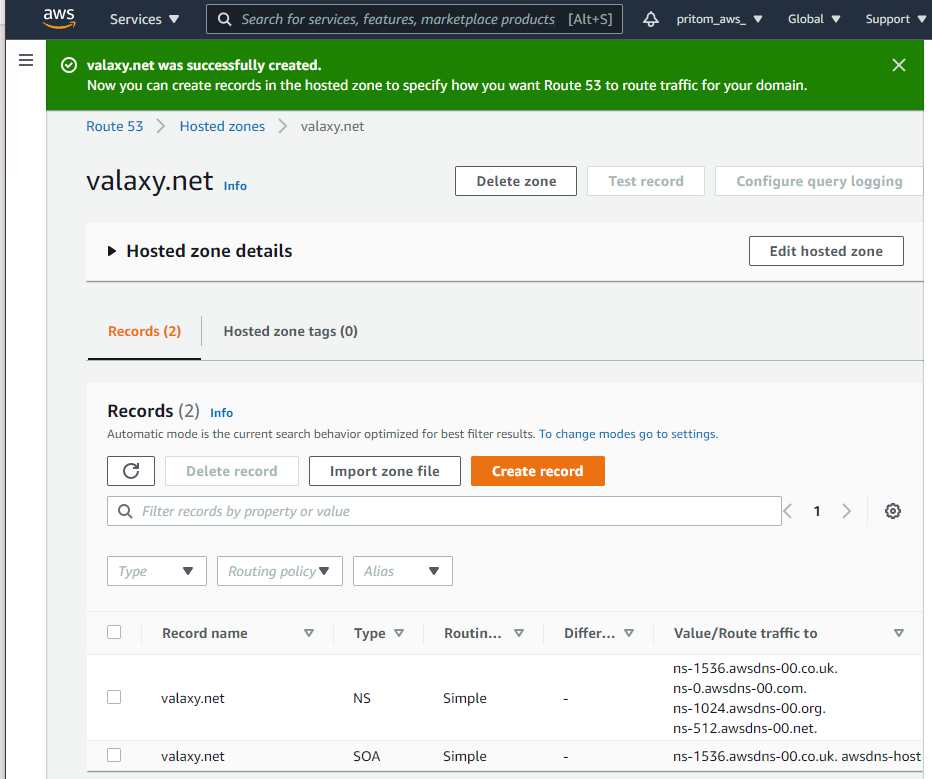 aws
Services
Search for services, features, marketplace products [Alt+S]
pritom_aws_
Global
Support
valaxy.net was successfully created.
Now you can create records in the hosted zone to specify how you want Route 53 to route traffic for your domain.
Route 53
Hosted zones
valaxy.net
valaxy.net Info
Delete zone
Test record
Configure query logging
Hosted zone details
Edit hosted zone
Records (2)
Hosted zone tags (0)
Records (2) Info
Automatic mode is the current search behavior optimized for best filter results. To change modes go to settings.
Delete record
Import zone file
Create record
Filter records by property or value
1
Type
Routing policy
Alias
Record name
Type
Routin...
Differ...
Value/Route traffic to
valaxy.net
NS
Simple
-
ns-1536.awsdns-00.co.uk.
ns-0.awsdns-00.com.
ns-1024.awsdns-00.org.
ns-512.awsdns-00.net.
valaxy.net
SOA
Simple
-
ns-1536.awsdns-00.co.uk. awsdns-host